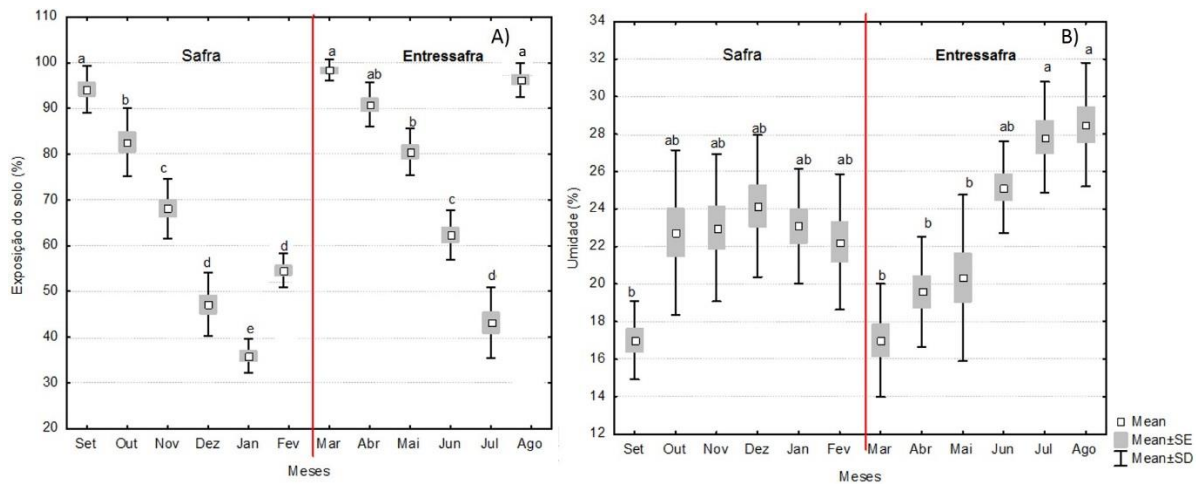 A)
Safra
Entressafra
Exposição do solo (%)
110
100
90
80
70
60
50
40
30
20
a
b
c
d
e
d
a
ab
b
c
d
a
Set Out Nov Dez Jan Fev Mar Abr Mai Jun Jul Ago
Meses
B)
Safra
Entressafra
Umidade (%)
34
32
30
28
26
24
22
20
18
16
14
12
b
ab
ab
ab
ab
ab
b
b
b
ab
a
a
Set Out Nov Dez Jan Fev Mar Abr Mai Jun Jul Ago
Meses
Mean
Mean±SE
Mean±SD